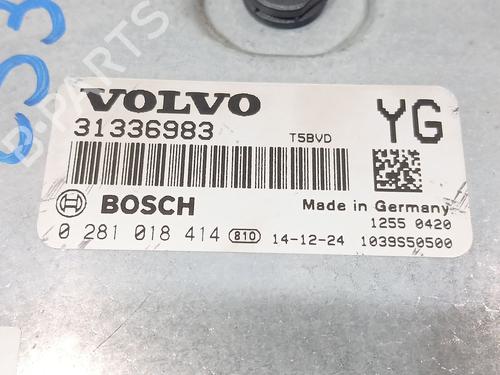 VOLVO
YG
31336983
T5BVD
BOSCH
Made in Germany
1255 0420
0 281 018 414 810 14-12-24 1039S50500
B-PARTS